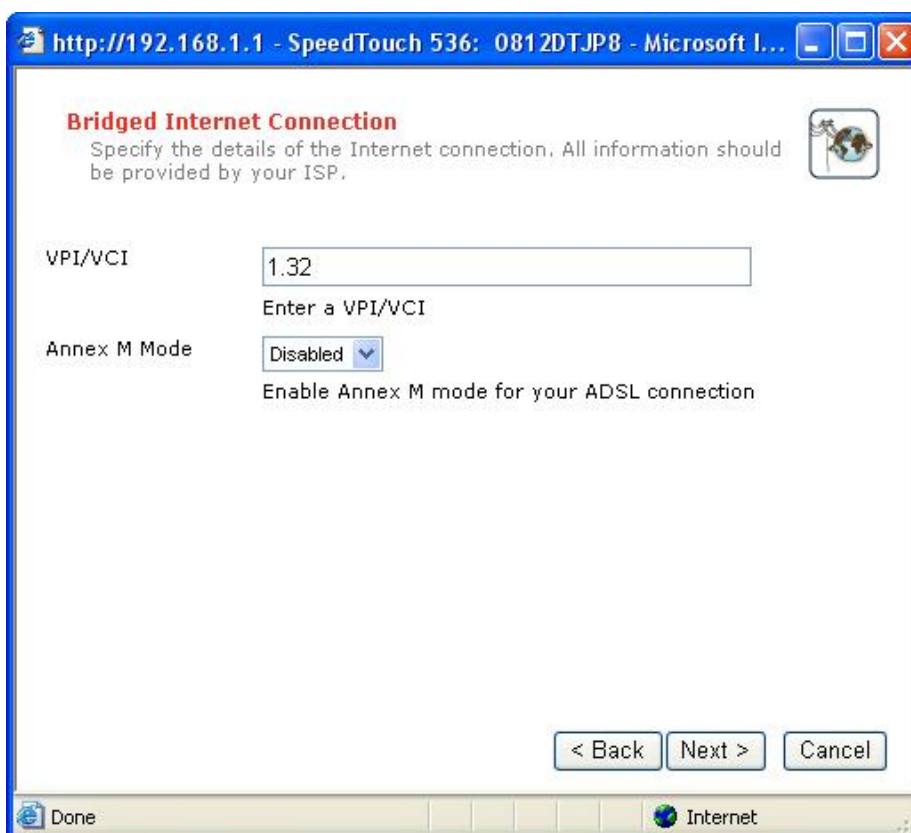 http://192.168.1.1 - SpeedTouch 536: 0812DTJP8 - Microsoft I...
Bridged Internet Connection
Specify the details of the Internet connection. All information should
be provided by your ISP.
VPI/VCI
1.32
Enter a VPI/VCI
Annex M Mode
Disabled
Enable Annex M mode for your ADSL connection
< Back Next > Cancel
Done Internet